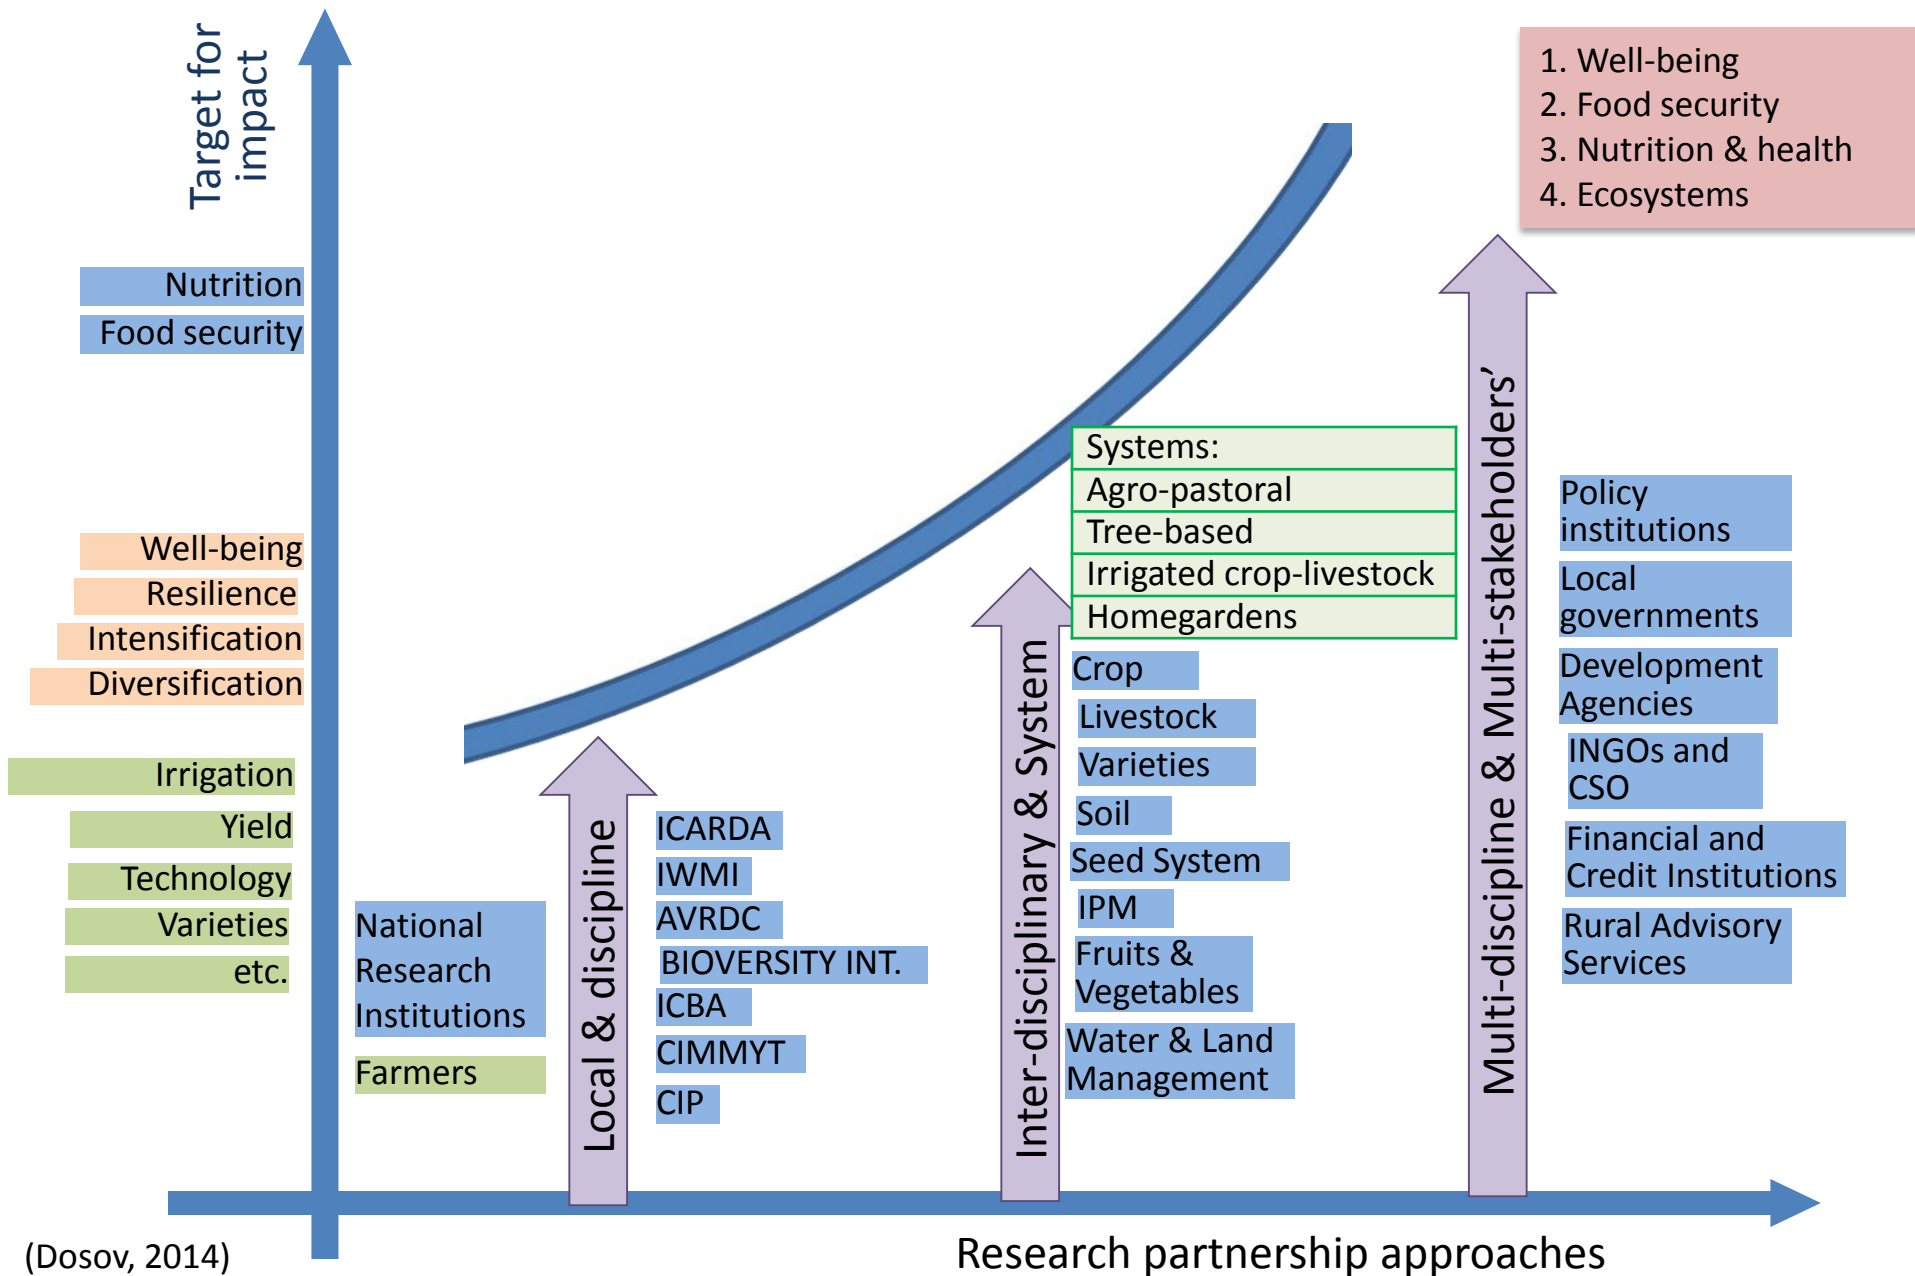 Target for
impact
Nutrition
Food security
Well-being
Resilience
Intensification
Diversification
Irrigation
Yield
Technology
Varieties
etc.
National
Research
Institutions
Farmers
Local & discipline
ICARDA
IWMI
AVRDC
BIOVERSITY INT.
ICBA
CIMMYT
CIP
Inter-disciplinary & System
Systems:
Agro-pastoral
Tree-based
Irrigated crop-livestock
Homegardens
Crop
Livestock
Varieties
Soil
Seed System
IPM
Fruits &
Vegetables
Water & Land
Management
Multi-discipline & Multi-stakeholders’
1. Well-being
2. Food security
3. Nutrition & health
4. Ecosystems
Policy
institutions
Local
governments
Development
Agencies
INGOs and
CSO
Financial and
Credit Institutions
Rural Advisory
Services
(Dosov, 2014)
Research partnership approaches